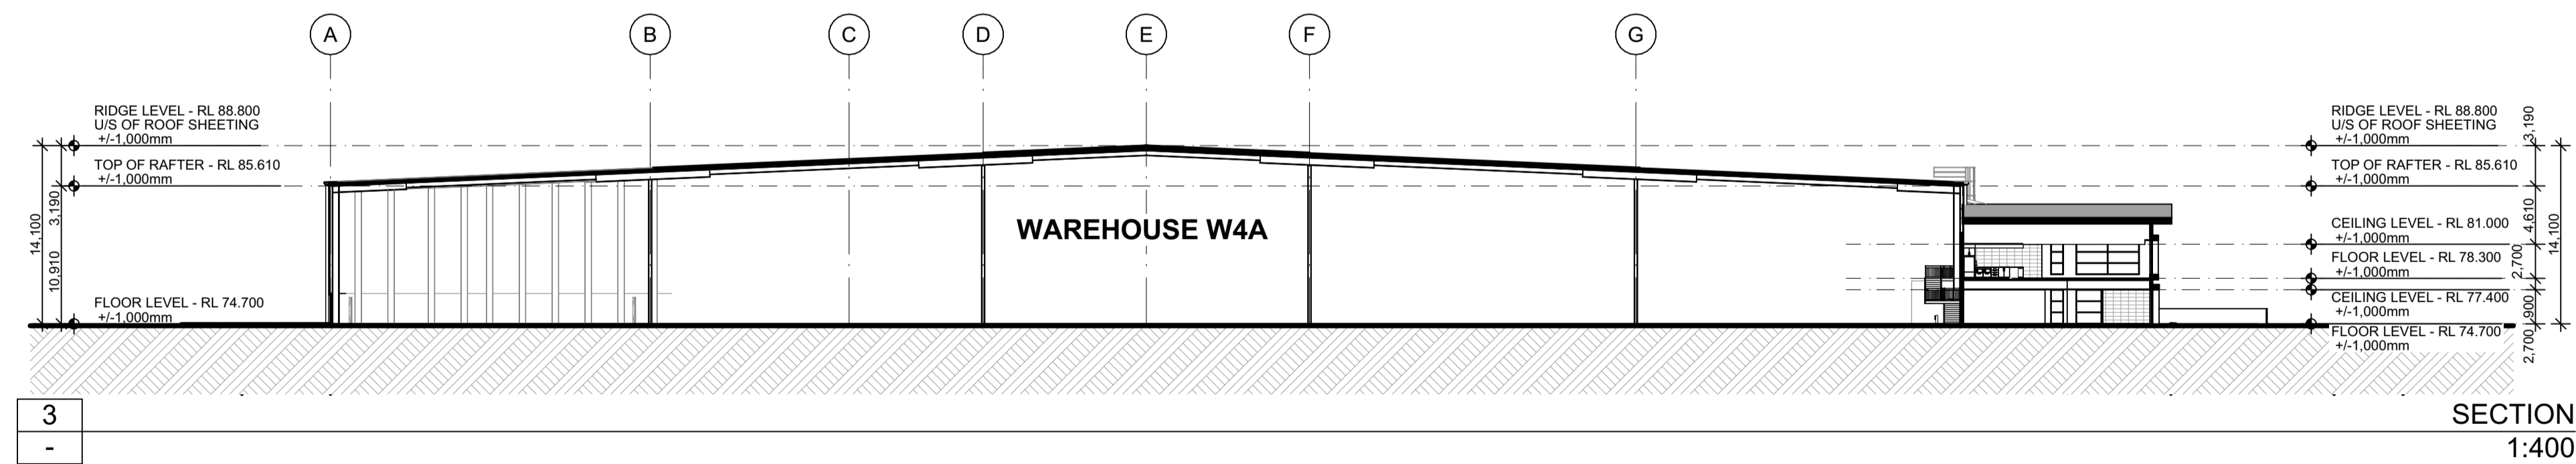 A B C D E F G
RIDGE LEVEL - RL 88.800
U/S OF ROOF SHEETING
+/-1,000mm
TOP OF RAFTER - RL 85.610
+/-1,000mm
FLOOR LEVEL - RL 74.700
+/-1,000mm
14,100
3,190
10,910
WAREHOUSE W4A
RIDGE LEVEL - RL 88.800
U/S OF ROOF SHEETING
+/-1,000mm
TOP OF RAFTER - RL 85.610
+/-1,000mm
CEILING LEVEL - RL 81.000
+/-1,000mm
FLOOR LEVEL - RL 78.300
+/-1,000mm
CEILING LEVEL - RL 77.400
+/-1,000mm
FLOOR LEVEL - RL 74.700
+/-1,000mm
3,190
4,610
2,700
900
2,700
14,100
3
-
SECTION
1:400